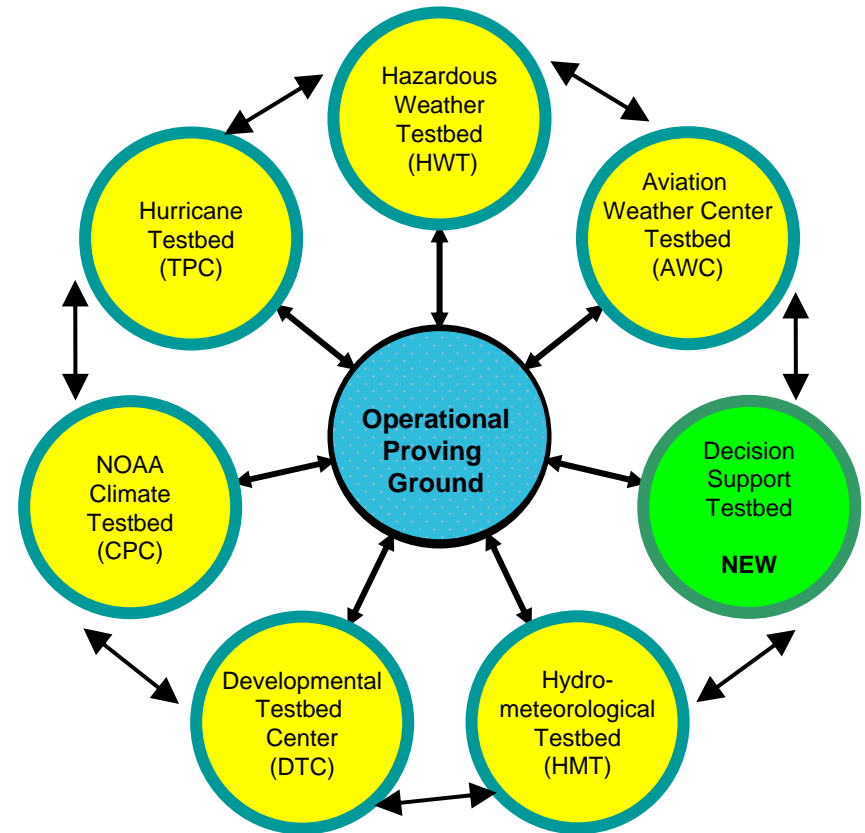 Hazardous
Weather
Testbed
(HWT)
Aviation
Weather Center
Testbed
(AWC)
Hurricane
Testbed
(TPC)
Operational
Proving
Ground
Decision
Support
Testbed
NEW
NOAA
Climate
Testbed
(CPC)
Developmental
Testbed
Center
(DTC)
Hydro-
meteorological
Testbed
(HMT)